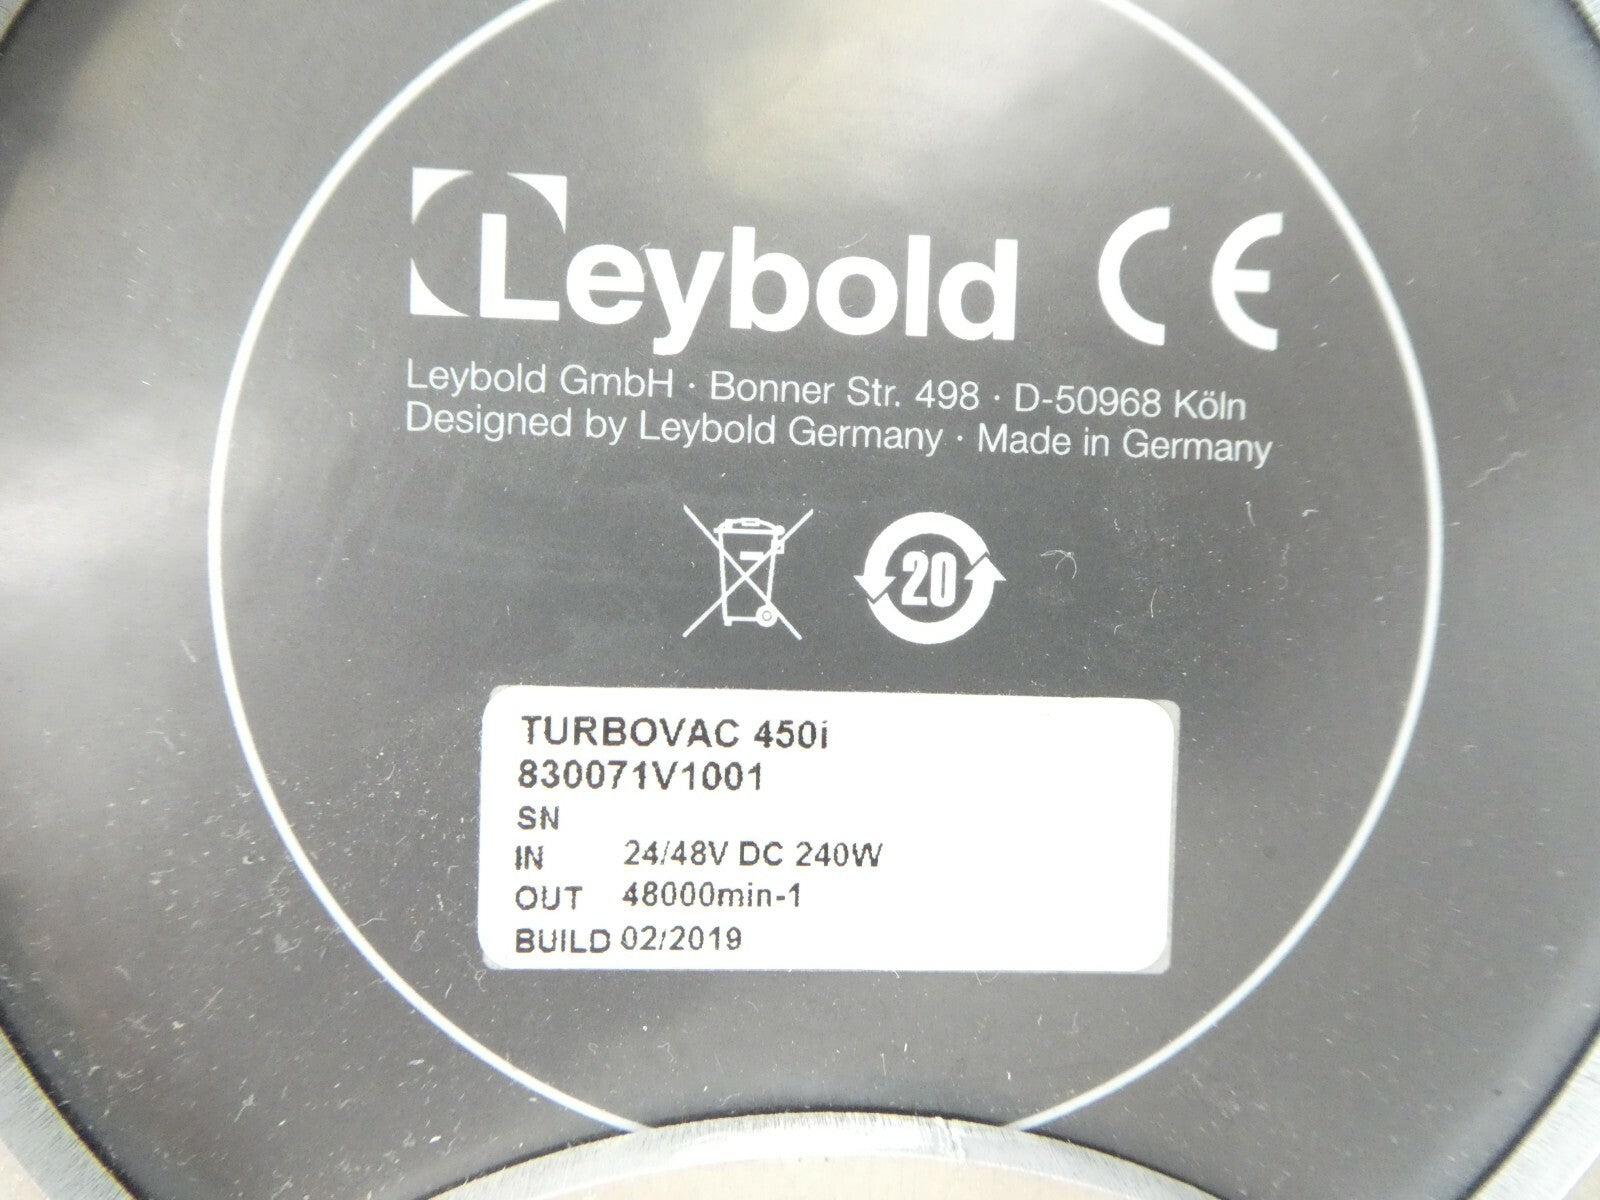 Leybold CE
Leybold GmbH · Bonner Str. 498 · D-50968 Köln
Designed by Leybold Germany · Made in Germany
20
TURBOVAC 450i
830071V1001
SN
IN 24/48V DC 240W
OUT 48000min-1
BUILD 02/2019